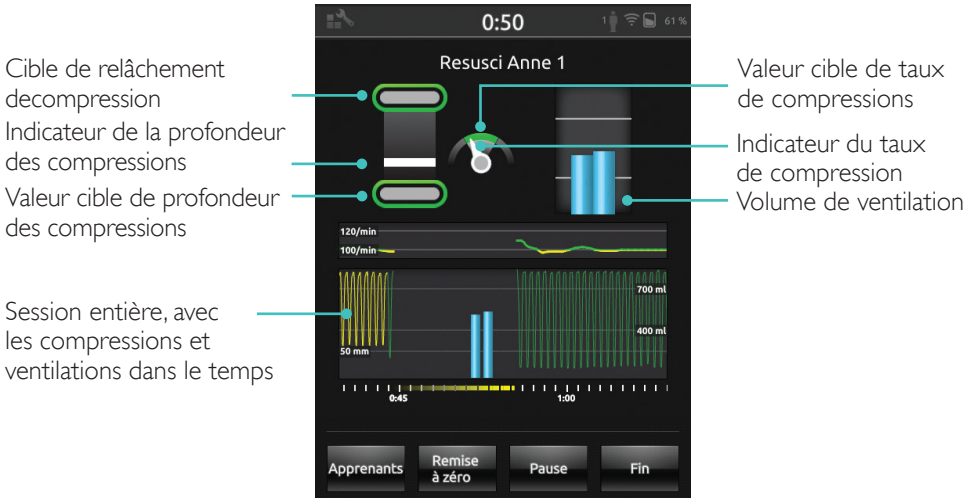 0:50
1
61 %
Resusci Anne 1
Cible de relâchement
decompression
Indicateur de la profondeur
des compressions
Valeur cible de profondeur
des compressions
Session entière, avec
les compressions et
ventilations dans le temps
Valeur cible de taux
de compressions
Indicateur du taux
de compression
Volume de ventilation
120/min
100/min
700 ml
400 ml
50 mm
0:45
1:00
Apprenants
Remise
à zéro
Pause
Fin